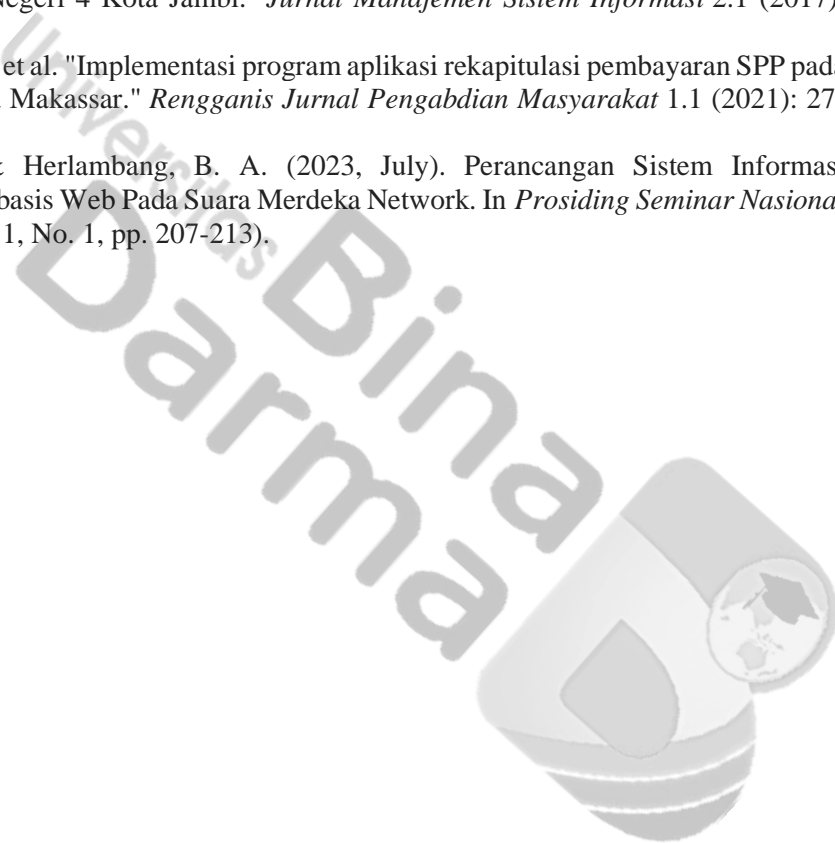 Negeri 4 Kota Jambi." Jurnal Manajemen Sistem Informasi 2.1 (2017)
et al. "Implementasi program aplikasi rekapitulasi pembayaran SPP pada
Makassar." Rengganis Jurnal Pengabdian Masyarakat 1.1 (2021): 27
Herlambang, B. A. (2023, July). Perancangan Sistem Informas
basis Web Pada Suara Merdeka Network. In Prosiding Seminar Nasiona
1, No. 1, pp. 207-213).
Universitas
Bina
Darma